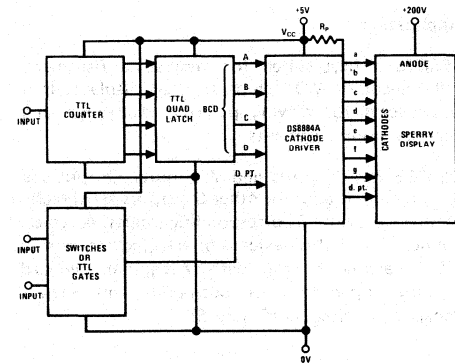 +5V
+200V
VCC
RP
TTL
COUNTER
INPUT
TTL
QUAD
LATCH
BCD
A
B
C
D
D. PT.
DS8884A
CATHODE
DRIVER
a
b
c
d
e
f
g
d. pt.
CATHODES
ANODE
SPERRY
DISPLAY
INPUT
INPUT
SWITCHES
OR
TTL
GATES
0V